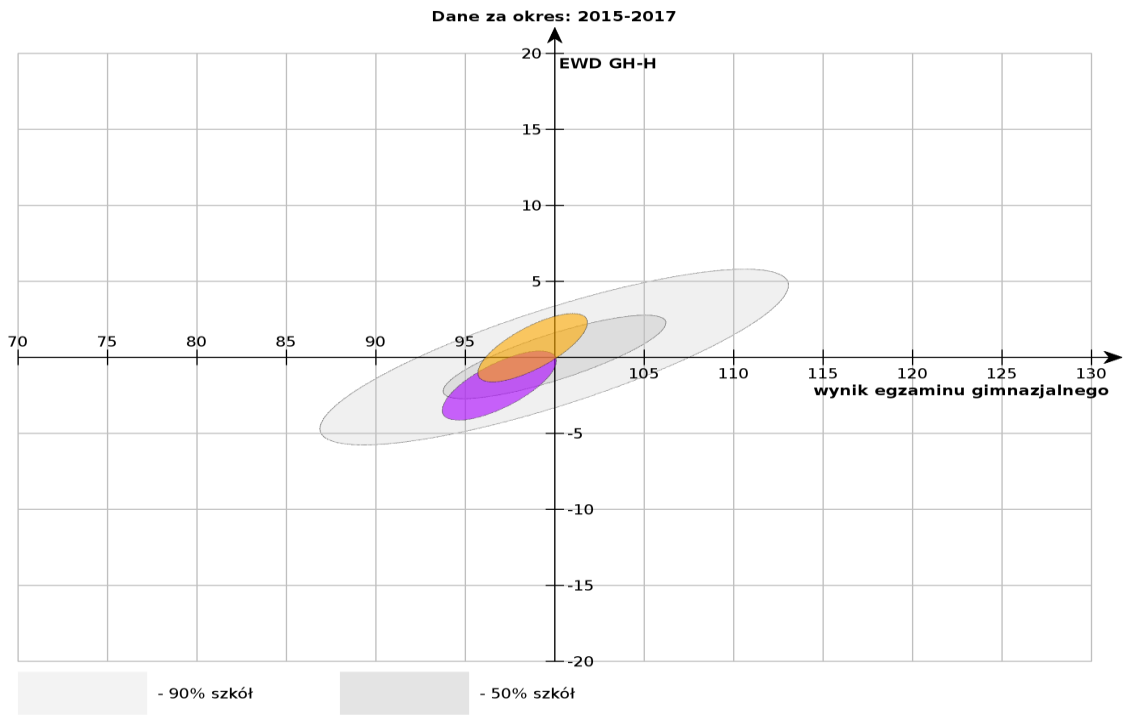 Dane za okres: 2015-2017
20
EWD GH-H
15
10
5
70 75 80 85 90 95
105 110 115 120 125 130
wynik egzaminu gimnazjalnego
-5
-10
-15
-20
- 90% szkół - 50% szkół